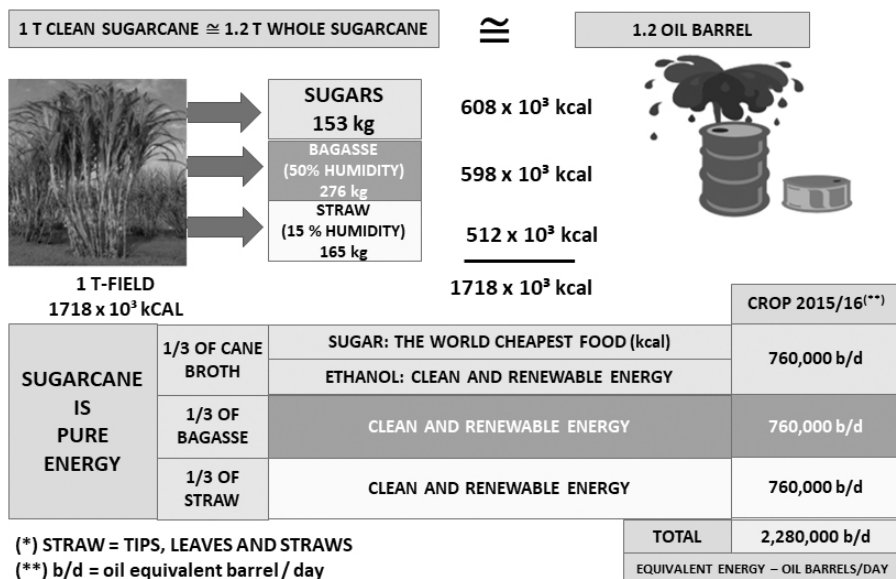 1 T CLEAN SUGARCANE ≅ 1.2 T WHOLE SUGARCANE
≅
1.2 OIL BARREL
SUGARS
153 kg
608 x 10³ kcal
BAGASSE
(50% HUMIDITY)
276 kg
598 x 10³ kcal
STRAW
(15 % HUMIDITY)
165 kg
512 x 10³ kcal
1718 x 10³ kcal
1 T-FIELD
1718 x 10³ kCAL
CROP 2015/16(**)
SUGARCANE
IS
PURE
ENERGY
1/3 OF CANE
BROTH
SUGAR: THE WORLD CHEAPEST FOOD (kcal)
ETHANOL: CLEAN AND RENEWABLE ENERGY
760,000 b/d
1/3 OF
BAGASSE
CLEAN AND RENEWABLE ENERGY
760,000 b/d
1/3 OF
STRAW
CLEAN AND RENEWABLE ENERGY
760,000 b/d
TOTAL
2,280,000 b/d
EQUIVALENT ENERGY – OIL BARRELS/DAY
(*) STRAW = TIPS, LEAVES AND STRAWS
(**) b/d = oil equivalent barrel / day